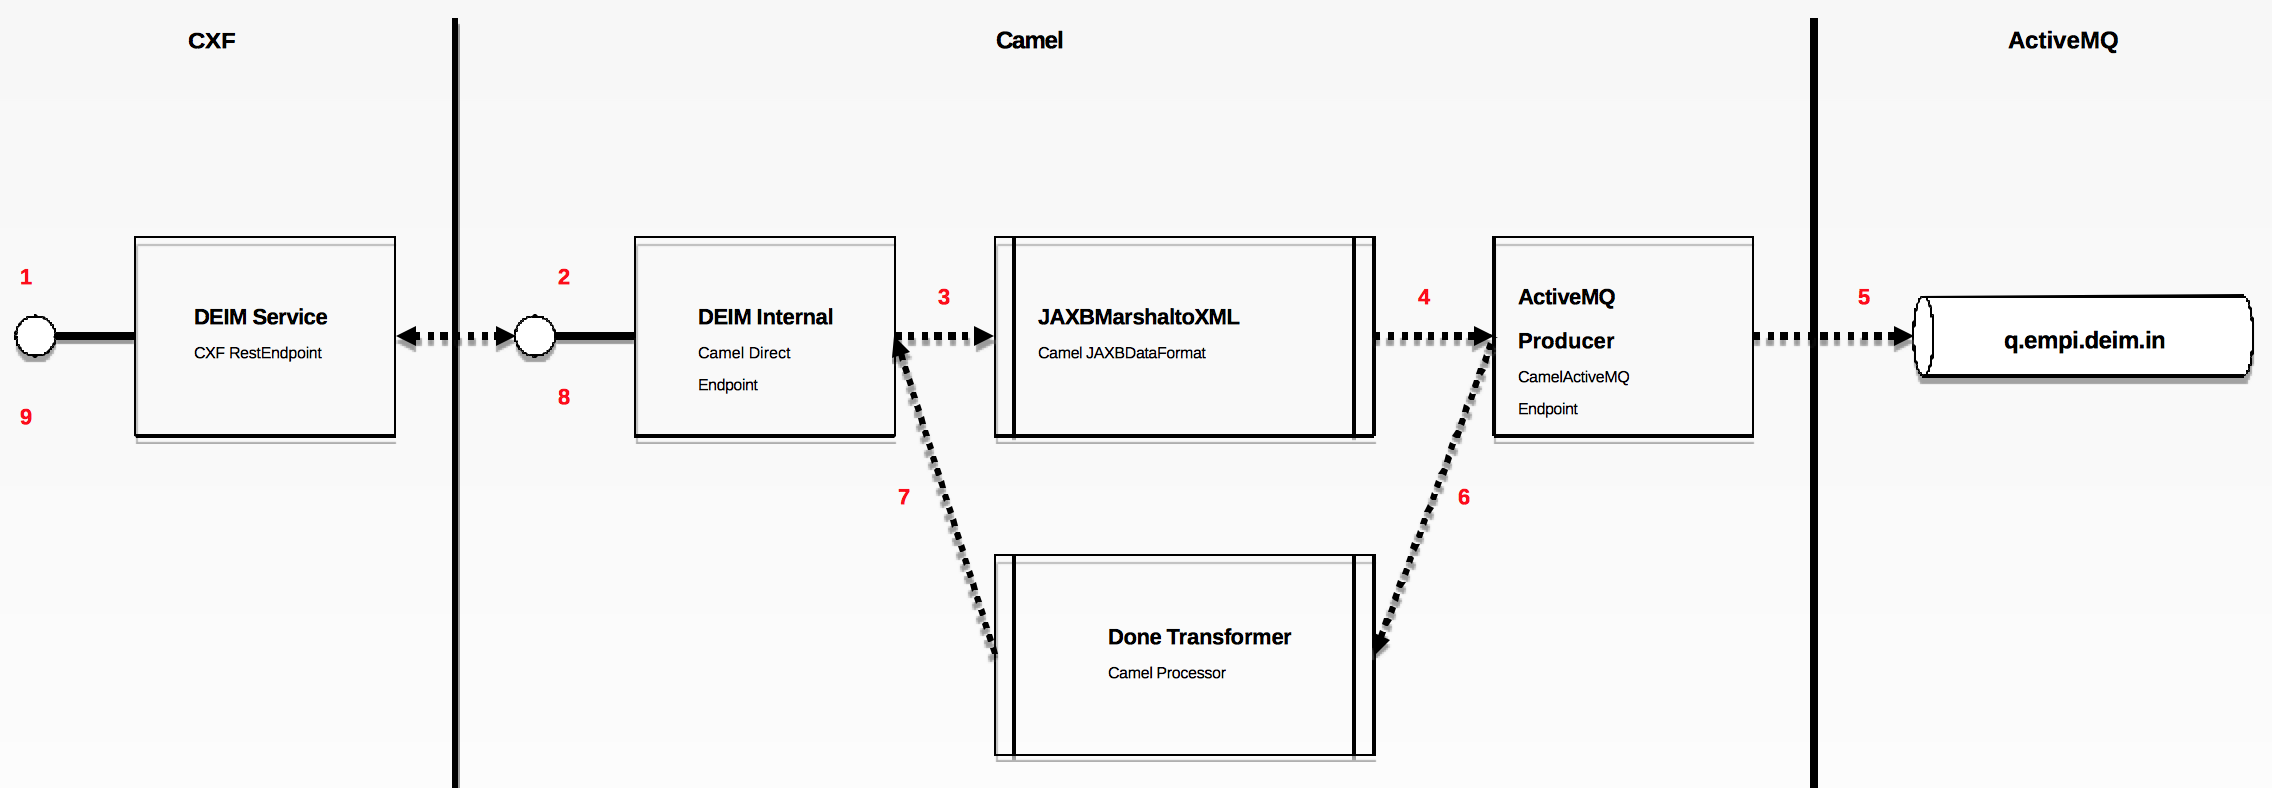 CXF
Camel
ActiveMQ
1
9
DEIM Service
CXF RestEndpoint
2
8
DEIM Internal
Camel Direct
Endpoint
3
JAXBMarshaltoXML
Camel JAXBDataFormat
4
ActiveMQ
Producer
CamelActiveMQ
Endpoint
5
q.empi.deim.in
7
6
Done Transformer
Camel Processor